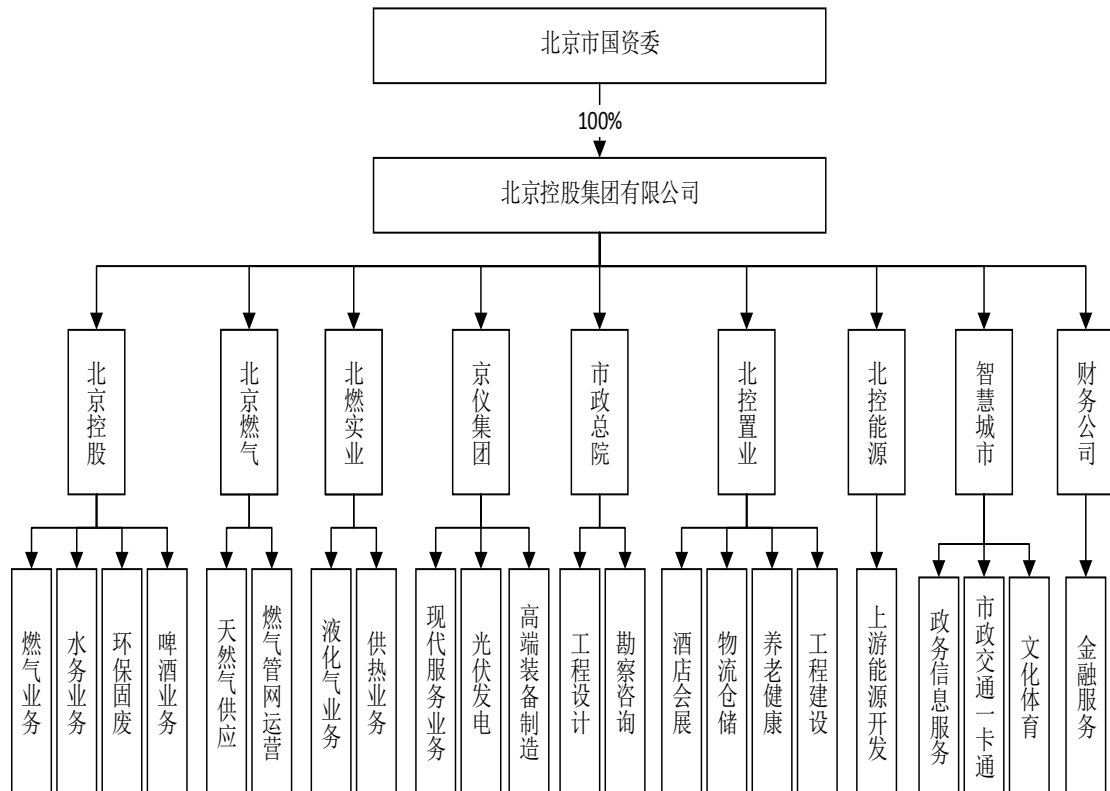 北京市国资委
100%
北京控股集团有限公司
北京控股
北京燃气
北燃实业
京仪集团
市政总院
北控置业
北控能源
智慧城市
财务公司
燃气业务
水务业务
环保固废
啤酒业务
天然气供应
燃气管网运营
液化气业务
供热业务
现代服务业务
光伏发电
高端装备制造
工程设计
勘察咨询
酒店会展
物流仓储
养老健康
工程建设
上游能源开发
政务信息服务
市政交通一卡通
文化体育
金融服务